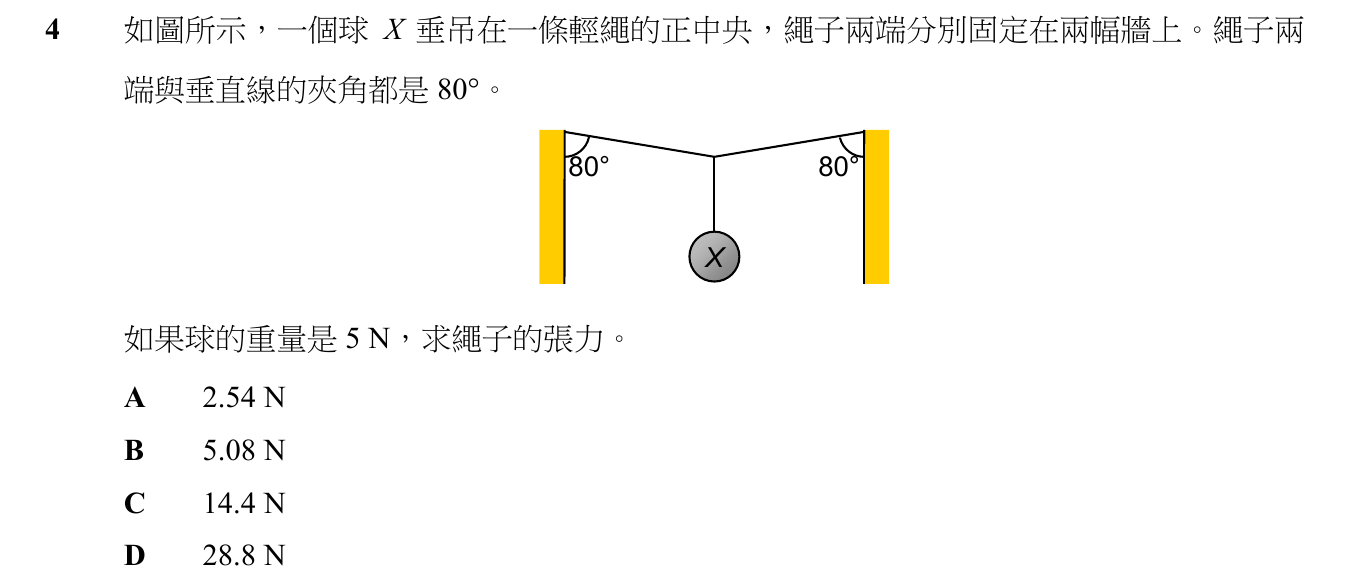 4 如圖所示，一個球 X 垂吊在一條輕繩的正中央，繩子兩端分別固定在兩幅牆上。繩子兩
端與垂直線的夾角都是 80°。
80° 80°
X
如果球的重量是 5 N，求繩子的張力。
A 2.54 N
B 5.08 N
C 14.4 N
D 28.8 N